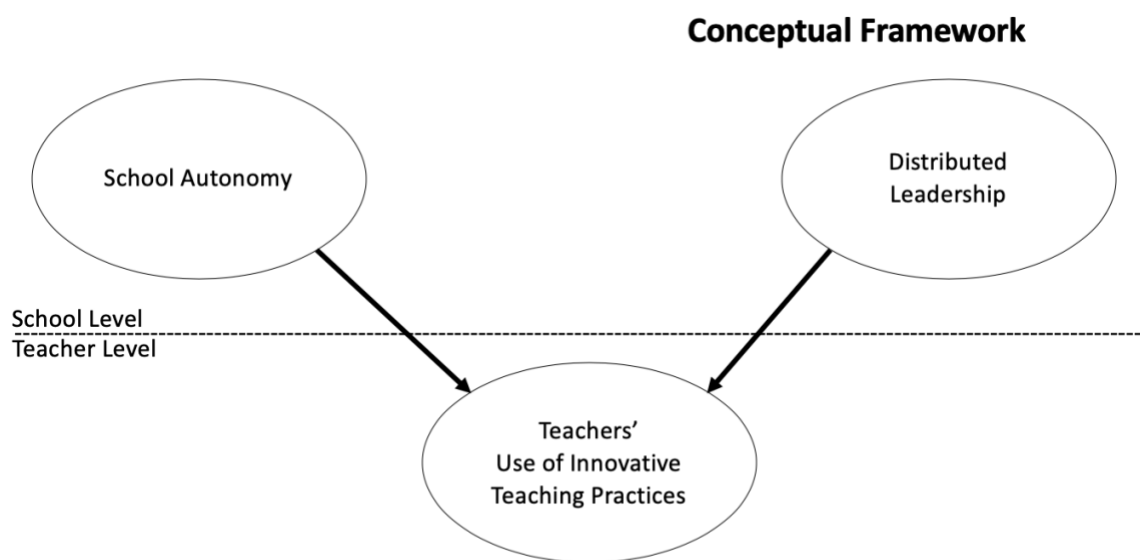 Conceptual Framework
School Autonomy
Distributed
Leadership
School Level
Teacher Level
Teachers’
Use of Innovative
Teaching Practices